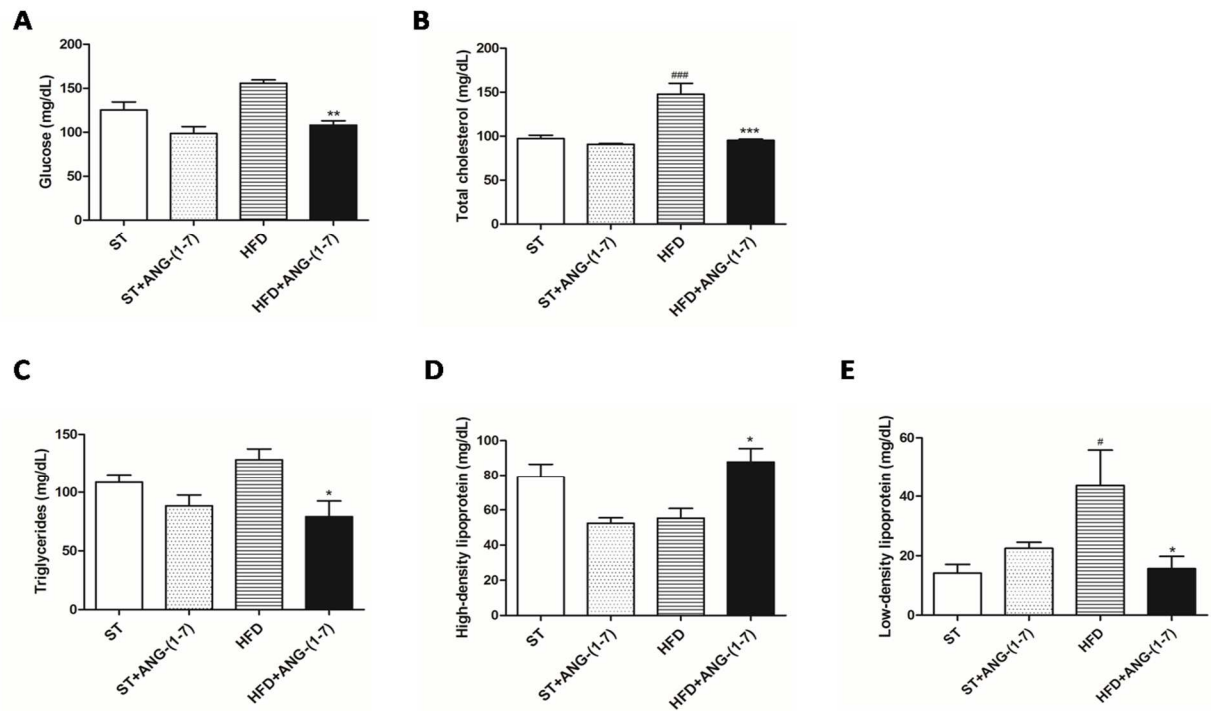 A
Glucose (mg/dL)
200
150
100
50
0
**
ST
ST+ANG-(1-7)
HFD
HFD+ANG-(1-7)
B
Total cholesterol (mg/dL)
200
150
100
50
0
###
***
ST
ST+ANG-(1-7)
HFD
HFD+ANG-(1-7)
C
Triglycerides (mg/dL)
150
100
50
0
*
ST
ST+ANG-(1-7)
HFD
HFD+ANG-(1-7)
D
High-density lipoprotein (mg/dL)
100
80
60
40
20
0
*
ST
ST+ANG-(1-7)
HFD
HFD+ANG-(1-7)
E
Low-density lipoprotein (mg/dL)
60
40
20
0
#
*
ST
ST+ANG-(1-7)
HFD
HFD+ANG-(1-7)